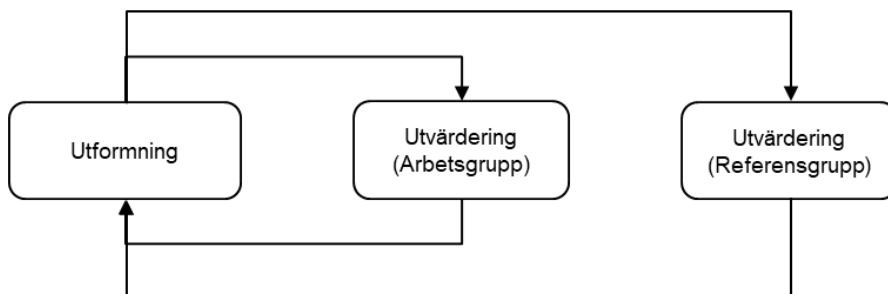 Utformning
Utvärdering
(Arbetsgrupp)
Utvärdering
(Referensgrupp)